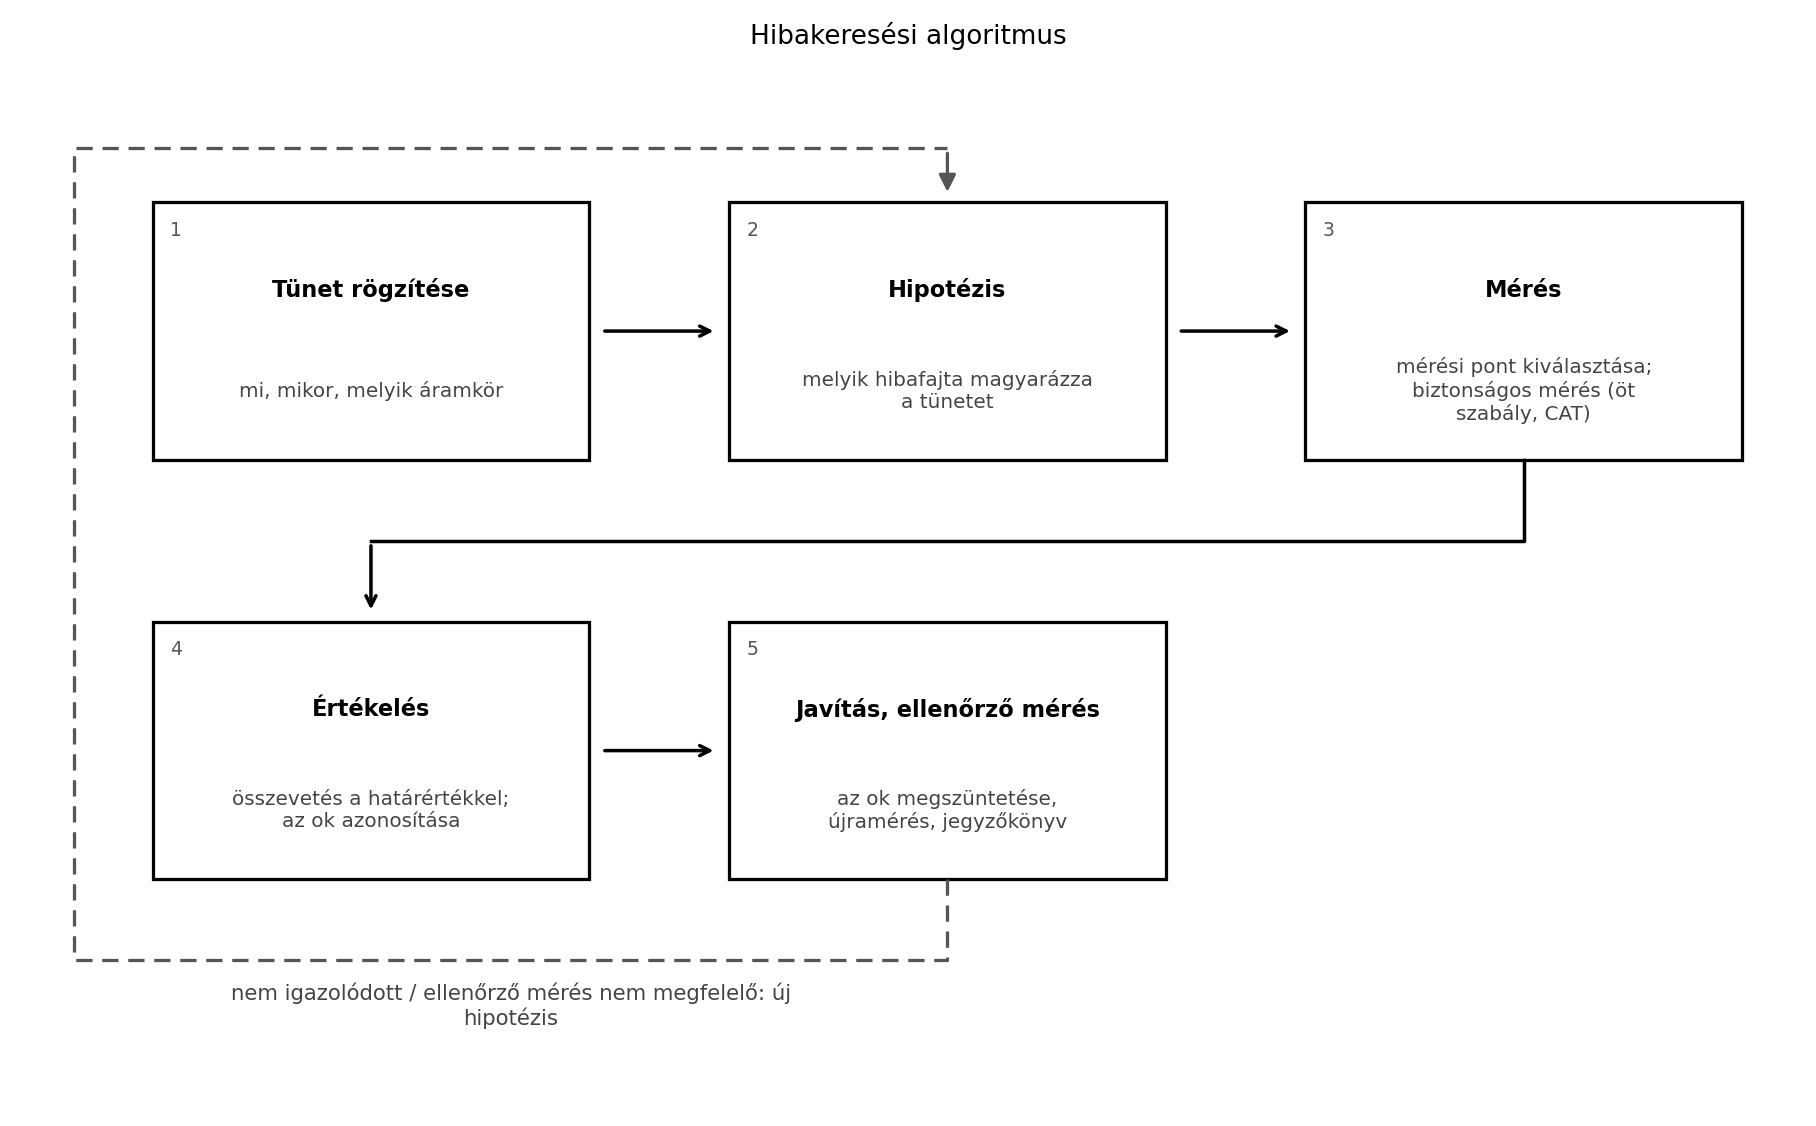 Hibakeresési algoritmus
1
Tünet rögzítése
mi, mikor, melyik áramkör
2
Hipotézis
melyik hibafajta magyarázza
a tünetet
3
Mérés
mérési pont kiválasztása;
biztonságos mérés (öt
szabály, CAT)
4
Értékelés
összevetés a határértékkel;
az ok azonosítása
5
Javítás, ellenőrző mérés
az ok megszüntetése,
újramérés, jegyzőkönyv
nem igazolódott / ellenőrző mérés nem megfelelő: új
hipotézis